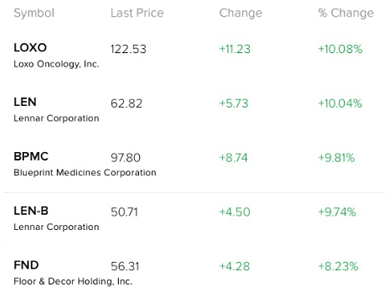 Symbol Last Price Change % Change
LOXO 122.53 +11.23 +10.08%
Loxo Oncology, Inc.
LEN 62.82 +5.73 +10.04%
Lennar Corporation
BPMC 97.80 +8.74 +9.81%
Blueprint Medicines Corporation
LEN-B 50.71 +4.50 +9.74%
Lennar Corporation
FND 56.31 +4.28 +8.23%
Floor & Decor Holding, Inc.